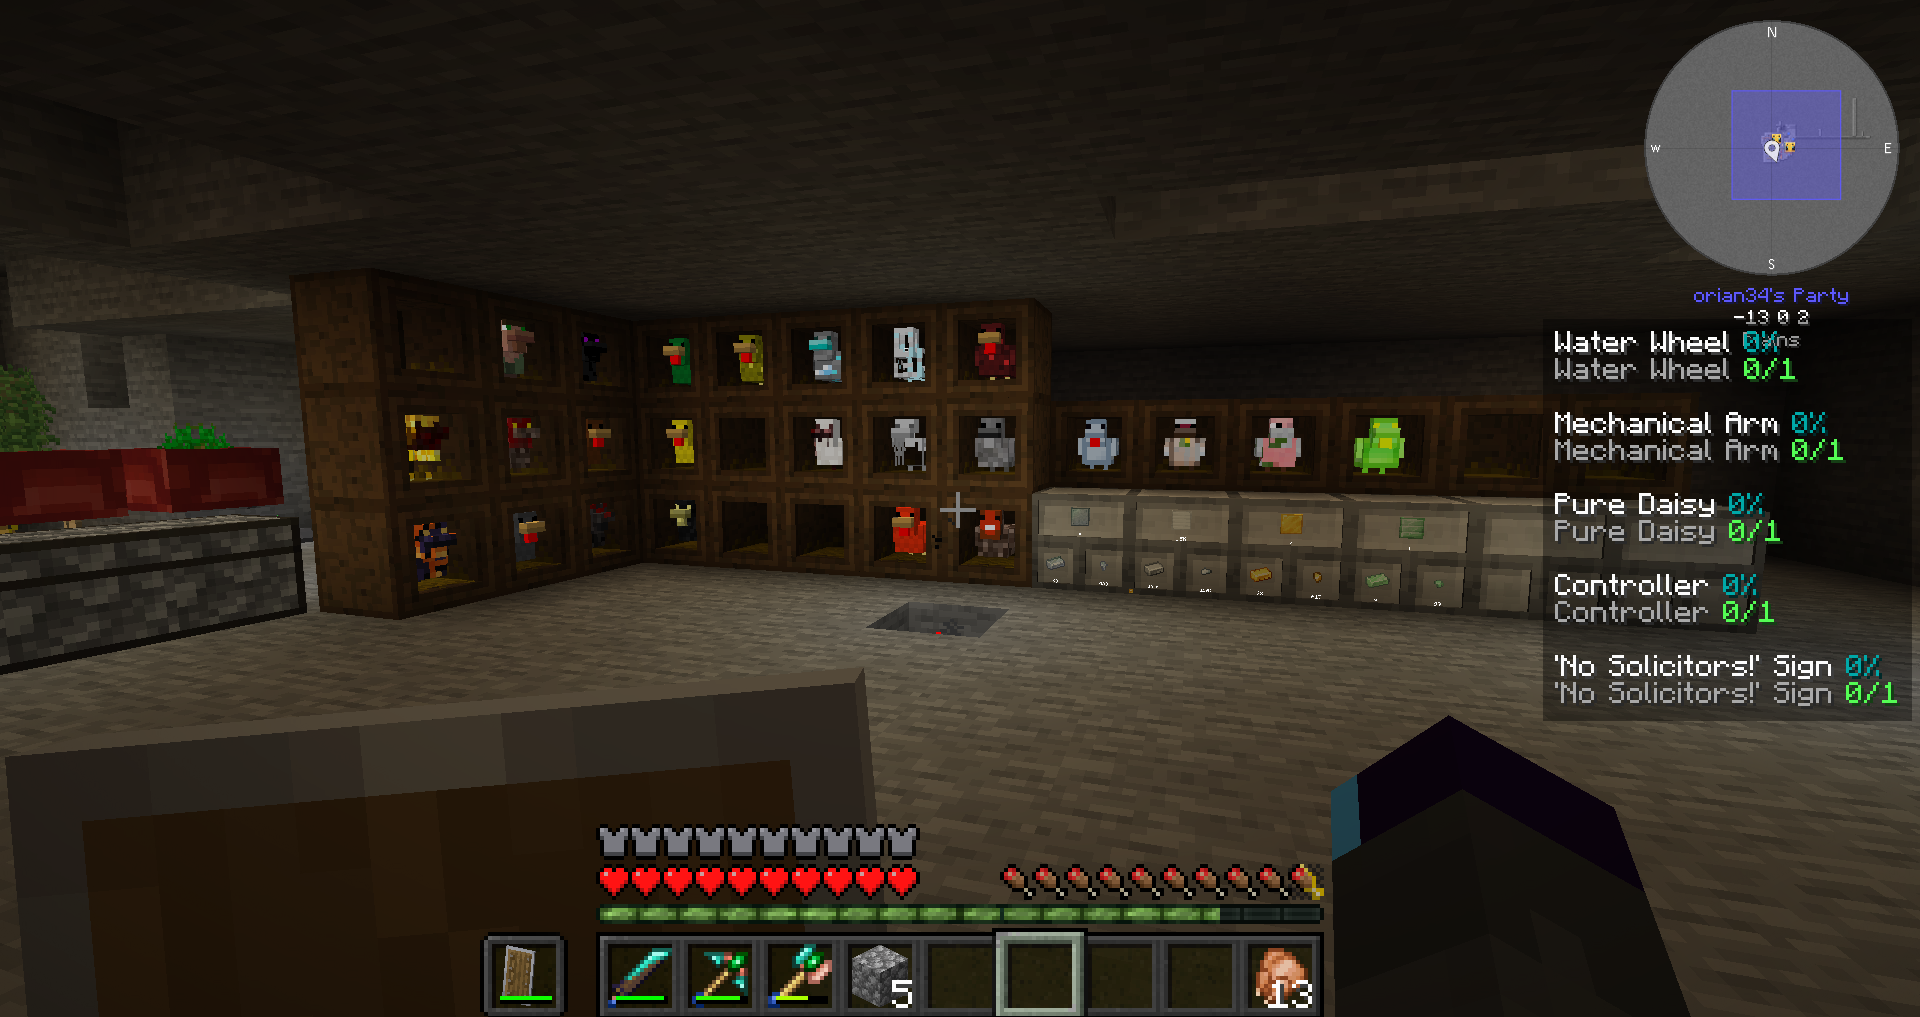 N
W
E
S
orian34's Party
-13 0 2
Water Wheel 0%
Water Wheel 0/1
Mechanical Arm 0%
Mechanical Arm 0/1
Pure Daisy 0%
Pure Daisy 0/1
Controller 0%
Controller 0/1
'No Solicitors!' Sign 0%
'No Solicitors!' Sign 0/1
5
13